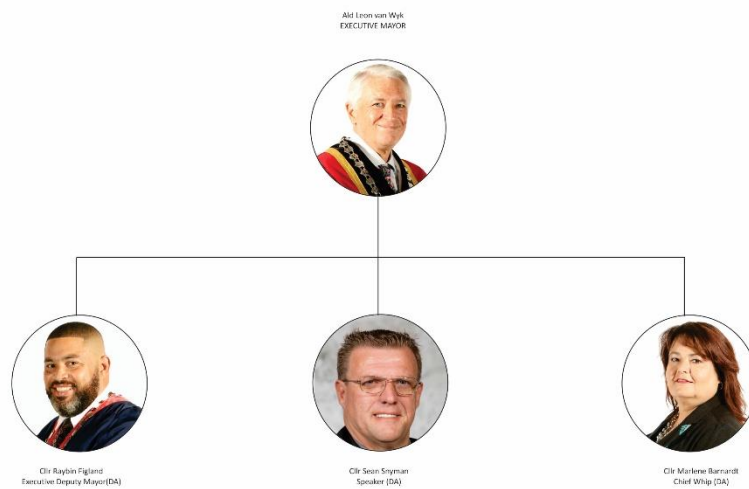 Ald Leon van Wyk
EXECUTIVE MAYOR
Cllr Raybin Figland
Executive Deputy Mayor(DA)
Cllr Sean Snyman
Speaker (DA)
Cllr Marlene Barnardt
Chief Whip (DA)